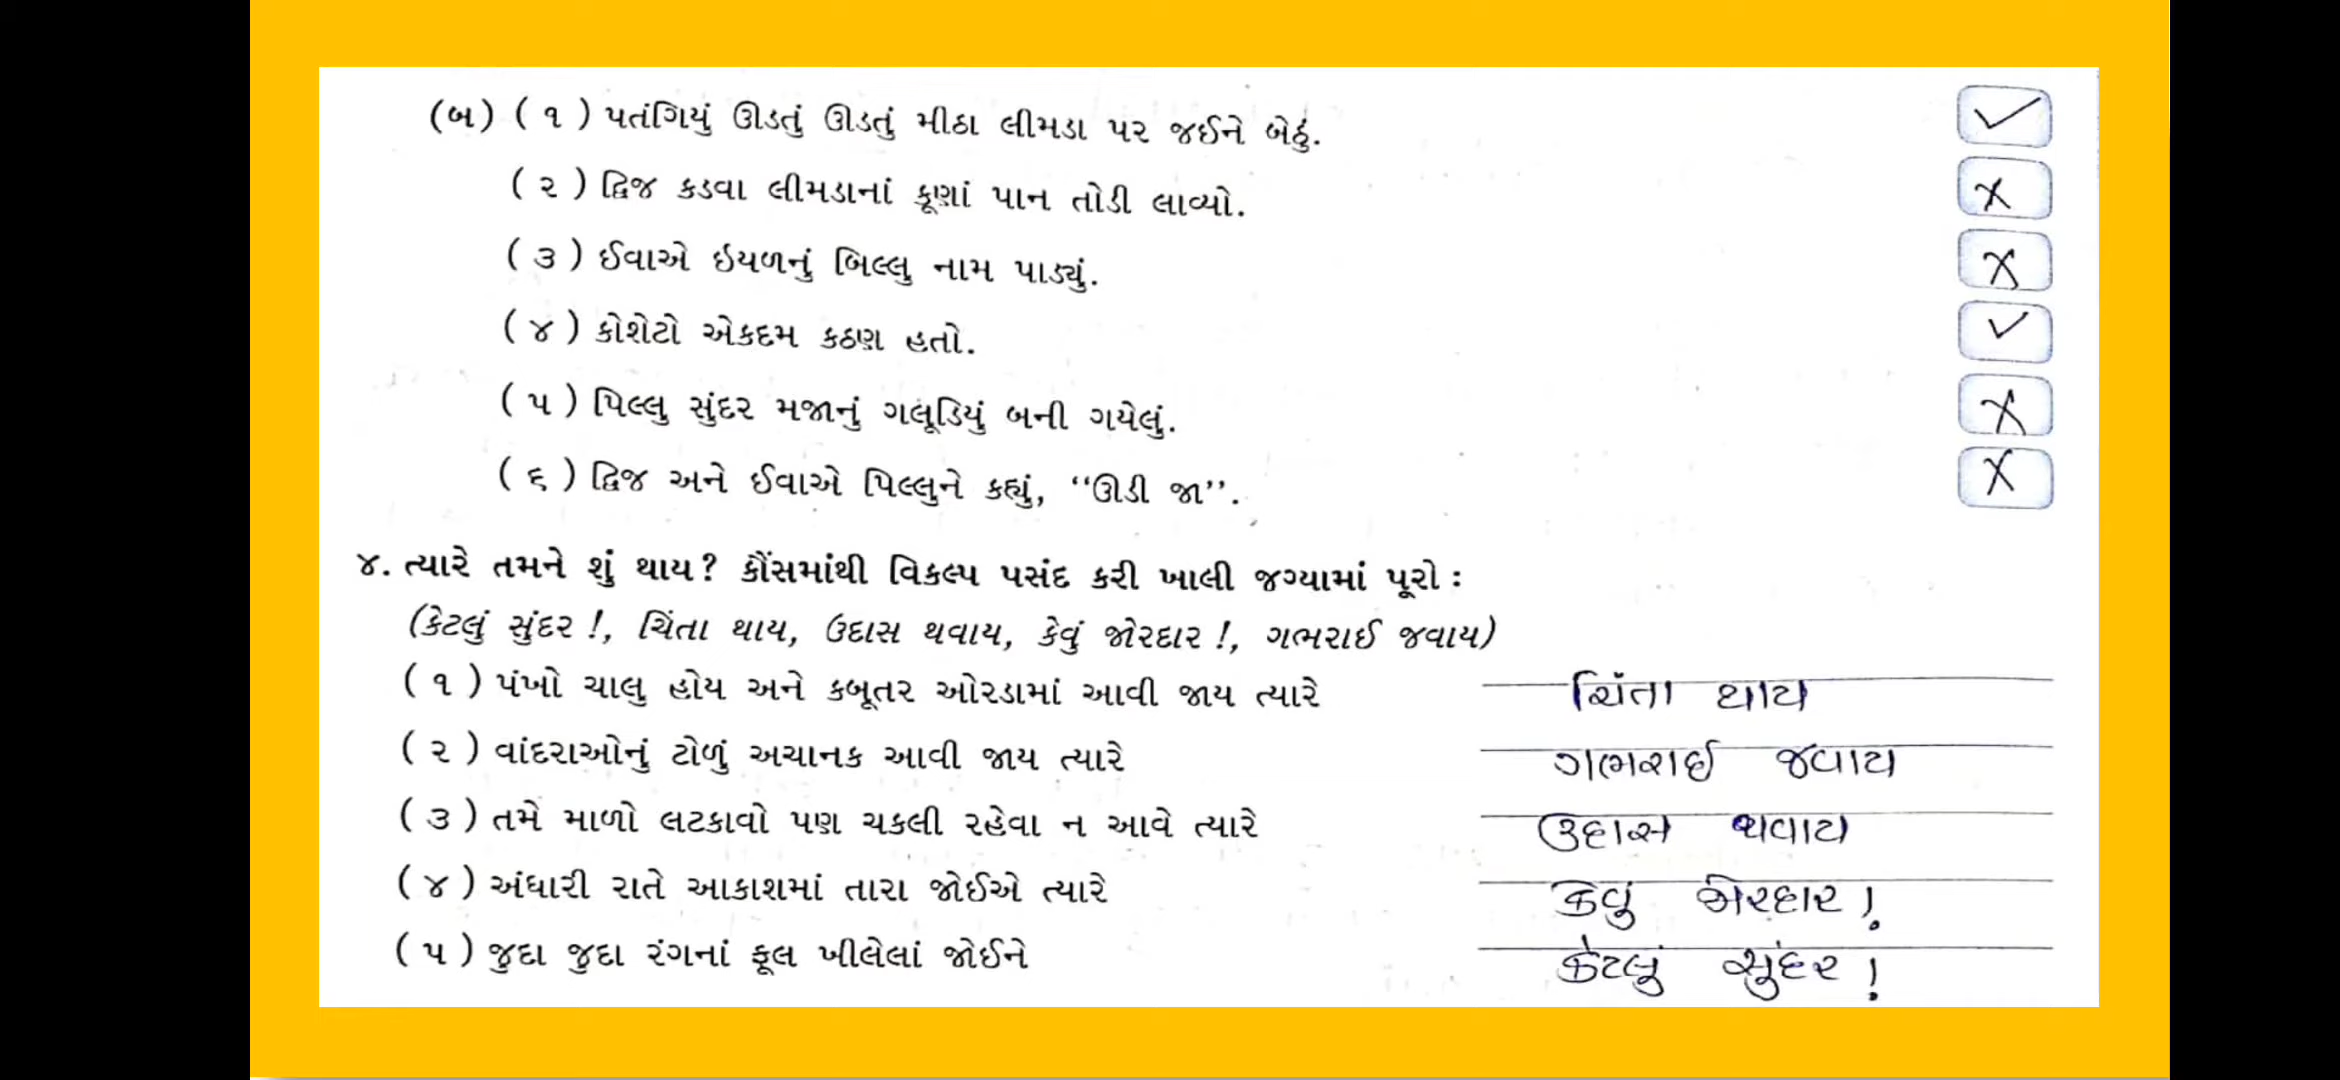 (બ) (૧) પતંગિયું ઊડતું ઊડતું મીઠા લીમડા પર જઈને બેઠું. ✓
(૨) દ્વિજ કડવા લીમડાનાં કૂણાં પાન તોડી લાવ્યો. ✗
(૩) ઈવાએ ઇયળનું બિલ્લુ નામ પાડ્યું. ✗
(૪) કોશેટો એકદમ કઠણ હતો. ✓
(૫) પિલ્લુ સુંદર મજાનું ગલૂડિયું બની ગયેલું. ✗
(૬) દ્વિજ અને ઈવાએ પિલ્લુને કહ્યું, “ઊડી જા”. ✗
૪. ત્યારે તમને શું થાય? કૌંસમાંથી વિકલ્પ પસંદ કરી ખાલી જગ્યામાં પૂરો :
(કેટલું સુંદર !, ચિંતા થાય, ઉદાસ થવાય, કેવું જોરદાર !, ગભરાઈ જવાય)
(૧) પંખો ચાલુ હોય અને કબૂતર ઓરડામાં આવી જાય ત્યારે ચિંતા થાય
(૨) વાંદરાઓનું ટોળું અચાનક આવી જાય ત્યારે ગભરાઈ જવાય
(૩) તમે માળો લટકાવો પણ ચકલી રહેવા ન આવે ત્યારે ઉદાસ થવાય
(૪) અંધારી રાતે આકાશમાં તારા જોઈએ ત્યારે કેવું જોરદાર !
(૫) જુદા જુદા રંગનાં ફૂલ ખીલેલાં જોઈને કેટલું સુંદર !